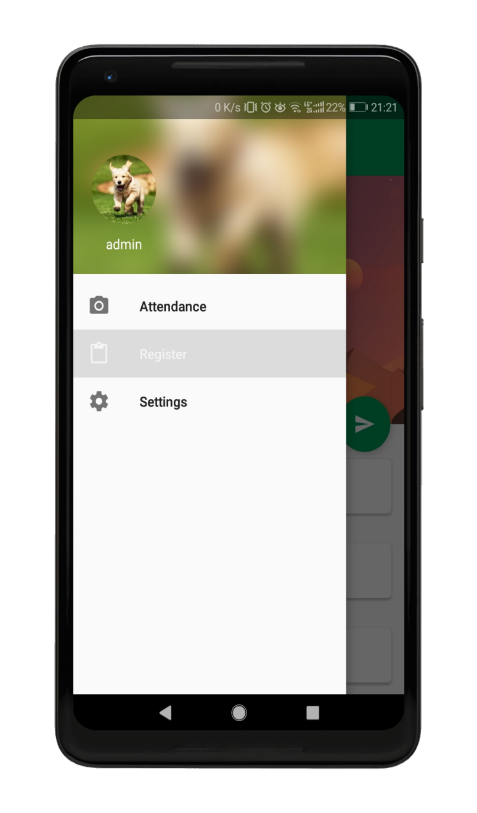 0 K/s 22% 21:21
admin
Attendance
Register
Settings